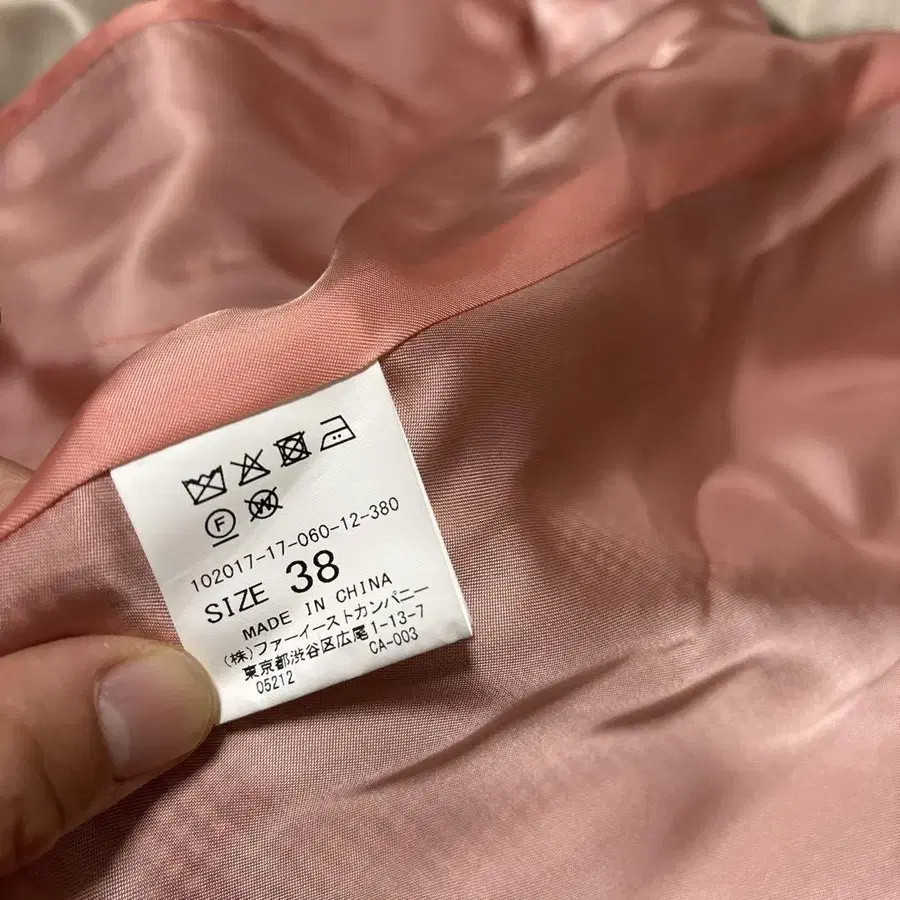 F W
102017-17-060-12-380
SIZE 38
MADE IN CHINA
(株)ファーイーストカンパニー
東京都渋谷区広尾1-13-7
05212 CA-003